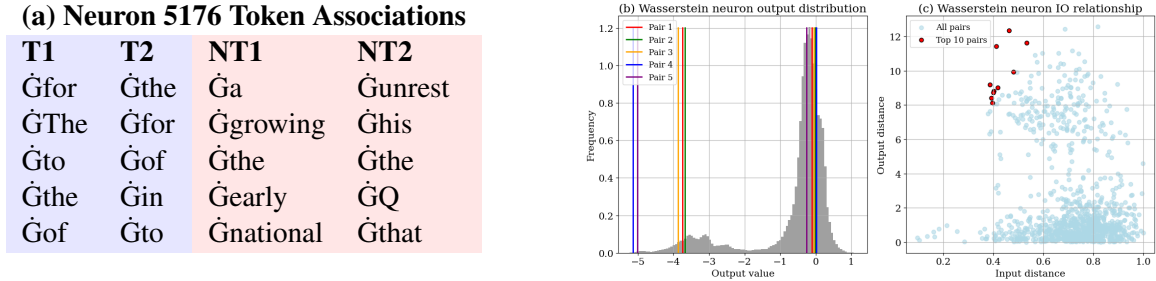 (a) Neuron 5176 Token Associations
T1 T2 NT1 NT2
Ġfor Ġthe Ġa Ġunrest
ĠThe Ġfor Ġgrowing Ġhis
Ġto Ġof Ġthe Ġthe
Ġthe Ġin Ġearly ĠQ
Ġof Ġto Ġnational Ġthat
(b) Wasserstein neuron output distribution
Frequency
1.2
1.0
0.8
0.6
0.4
0.2
0.0
Pair 1
Pair 2
Pair 3
Pair 4
Pair 5
−5 −4 −3 −2 −1 0 1
Output value
(c) Wasserstein neuron IO relationship
Output distance
12
10
8
6
4
2
0
All pairs
Top 10 pairs
0.2 0.4 0.6 0.8 1.0
Input distance